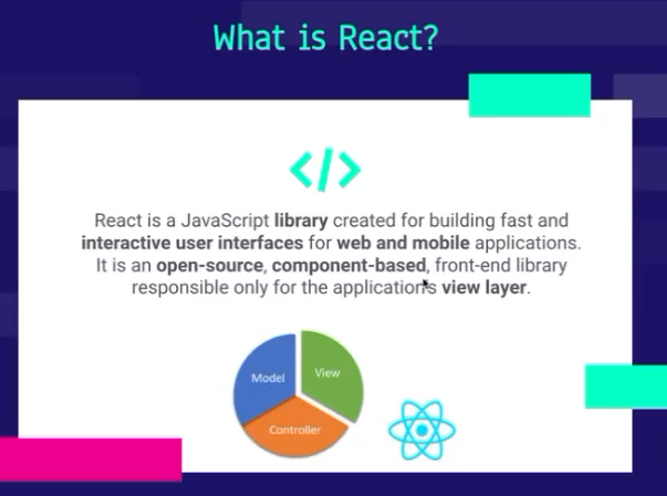 What is React?
</>
React is a JavaScript library created for building fast and
interactive user interfaces for web and mobile applications.
It is an open-source, component-based, front-end library
responsible only for the application's view layer.
Model
View
Controller